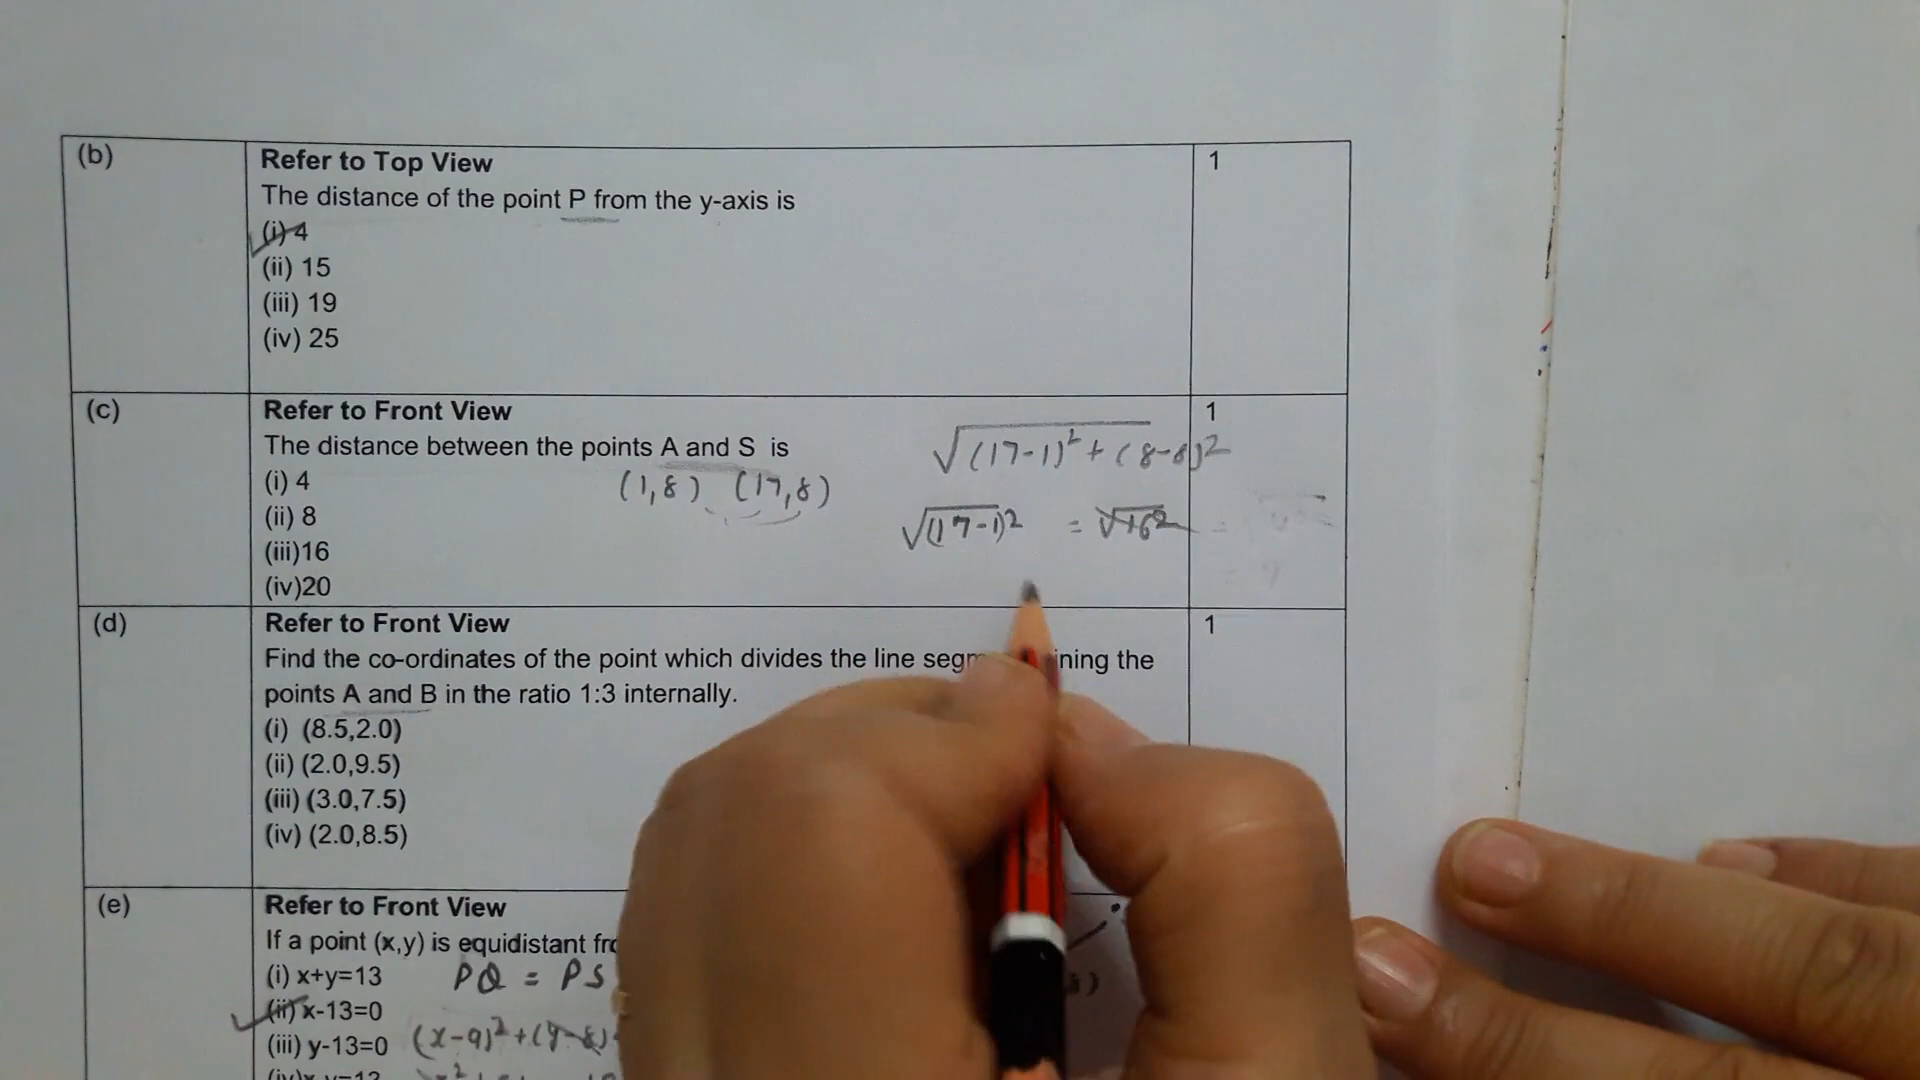 (b)
Refer to Top View
1
The distance of the point P from the y-axis is
(i) 4
(ii) 15
(iii) 19
(iv) 25
(c)
Refer to Front View
1
The distance between the points A and S is
√(17-1)²+(8-8)²
(i) 4
(1,8) (17,8)
(ii) 8
√(17-1)² = √16²
(iii)16
(iv)20
(d)
Refer to Front View
1
Find the co-ordinates of the point which divides the line ning the
points A and B in the ratio 1:3 internally.
(i) (8.5,2.0)
(ii) (2.0,9.5)
(iii) (3.0,7.5)
(iv) (2.0,8.5)
(e)
Refer to Front View
If a point (x,y) is equidistant
(i) x+y=13
PQ = PS
(ii) x-13=0
(iii) y-13=0
(x-9)²+(y-8)